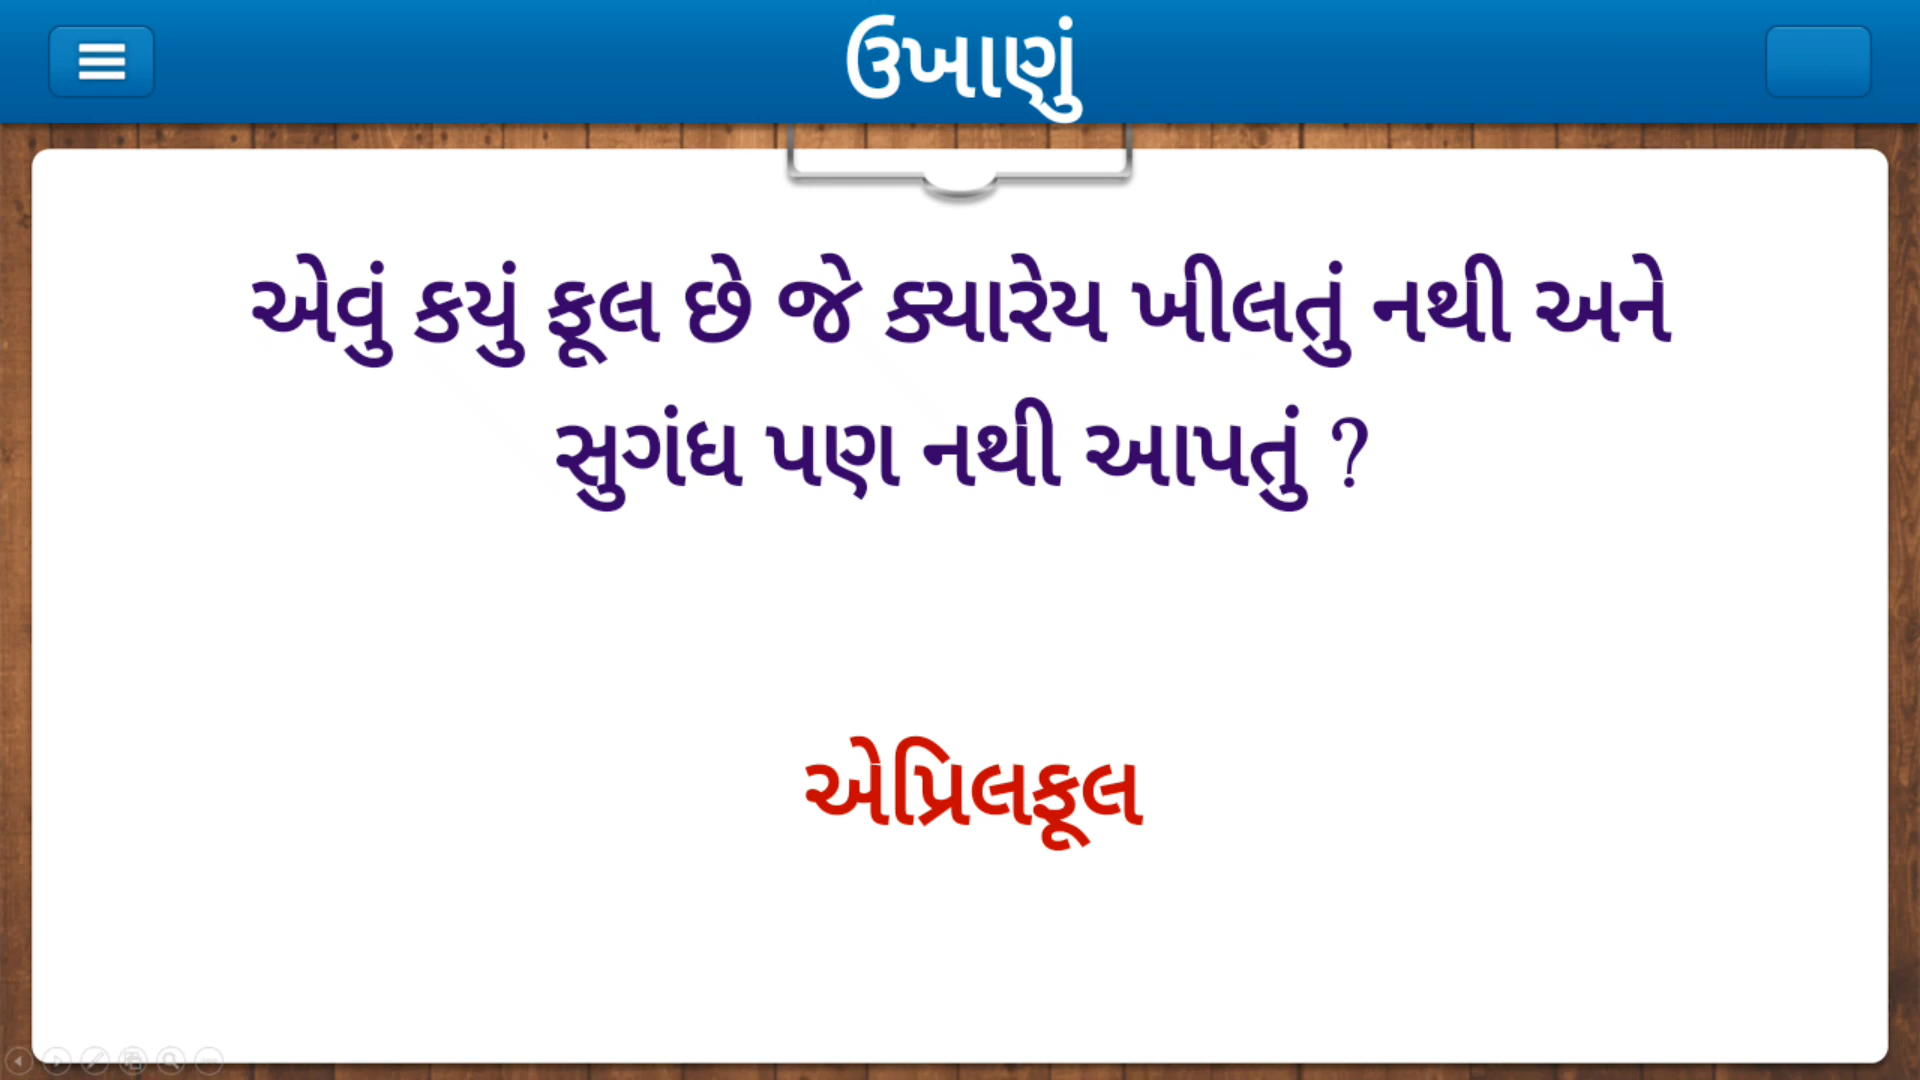 ઉખાણું
એવું કયું ફૂલ છે જે ક્યારેય ખીલતું નથી અને
સુગંધ પણ નથી આપતું ?
એપ્રિલફૂલ